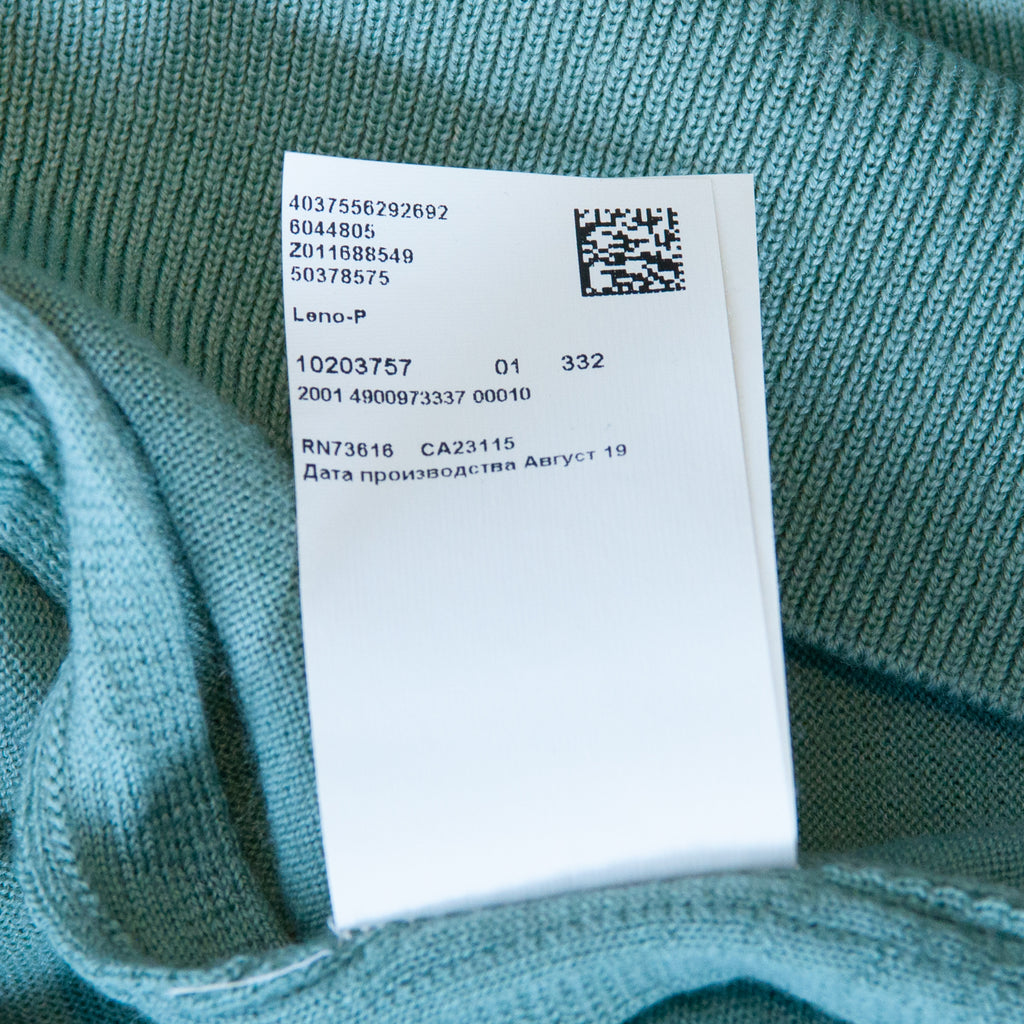 4037556292692
6044805
Z011688549
50378575
Leno-P
10203757 01 332
2001 4900973337 00010
RN73616 CA23115
Дата производства Август 19